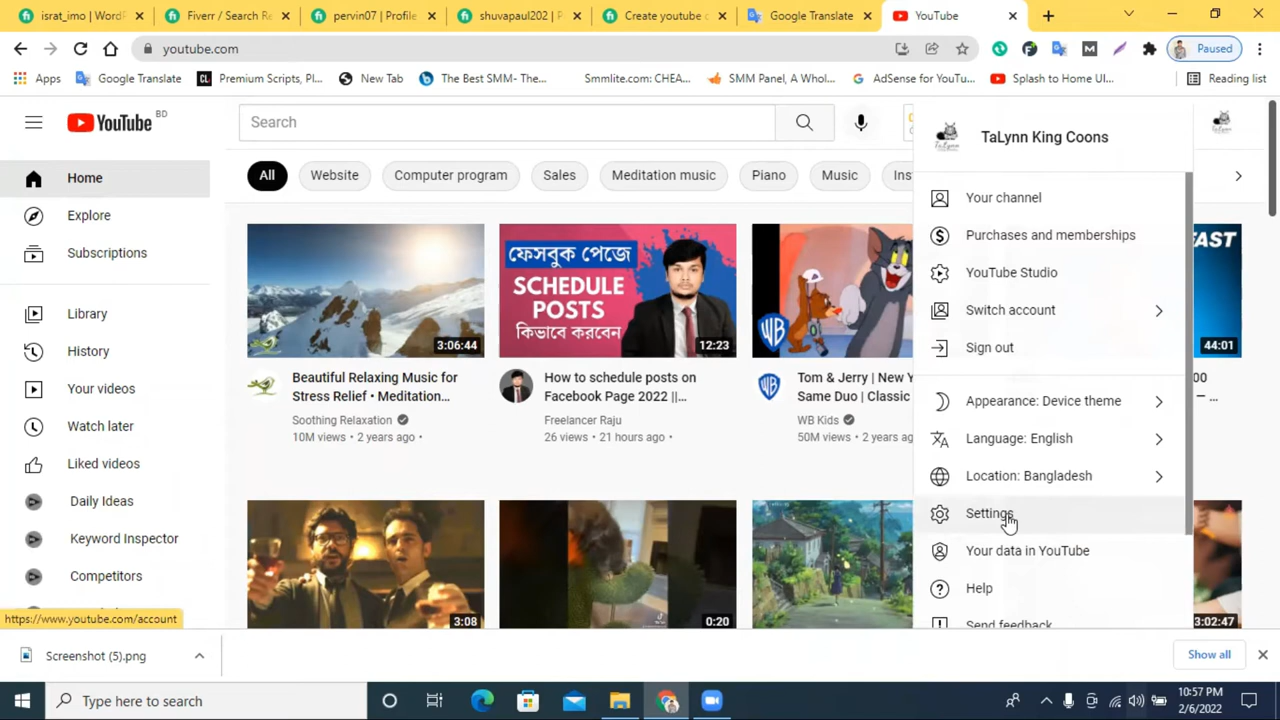 israt_imo | WordP
Fiverr / Search Re
pervin07 | Profile
shuvapaul202 | P
Create youtube c
Google Translate
YouTube
youtube.com
Paused
Apps
Google Translate
Premium Scripts, Pl...
New Tab
The Best SMM- The...
Smmlite.com: CHEA...
SMM Panel, A Whol...
AdSense for YouTu...
Splash to Home UI...
Reading list
YouTube BD
Search
TaLynn King Coons
Home
Explore
Subscriptions
Library
History
Your videos
Watch later
Liked videos
Daily Ideas
Keyword Inspector
Competitors
All
Website
Computer program
Sales
Meditation music
Piano
Music
Ins
3:06:44
Beautiful Relaxing Music for
Stress Relief • Meditation...
Soothing Relaxation
10M views • 2 years ago •
ফেসবুক পেজে
SCHEDULE
POSTS
কিভাবে করবেন
12:23
How to schedule posts on
Facebook Page 2022 ||...
Freelancer Raju
26 views • 21 hours ago •
WB
Tom & Jerry | New Y
Same Duo | Classic
WB Kids
50M views • 2 years ag
AST
44:01
00
— ...
3:08
0:20
3:02:47
Your channel
Purchases and memberships
YouTube Studio
Switch account
Sign out
Appearance: Device theme
Language: English
Location: Bangladesh
Settings
Your data in YouTube
Help
Send feedback
https://www.youtube.com/account
Screenshot (5).png
Show all
Type here to search
10:57 PM
2/6/2022